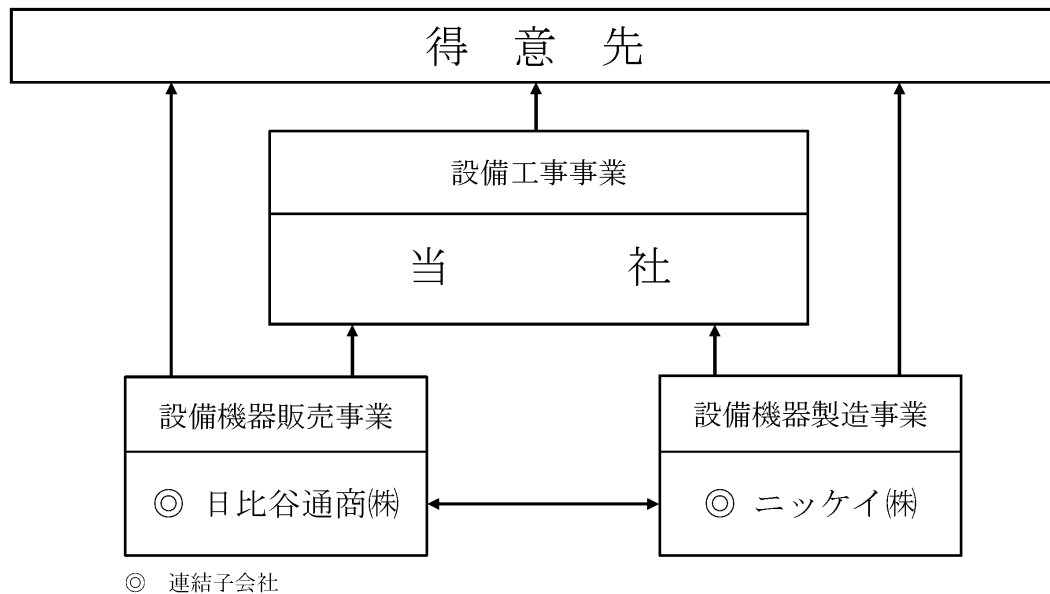 得 意 先
設備工事事業
当 社
設備機器販売事業
◎ 日比谷通商㈱
設備機器製造事業
◎ ニッケイ㈱
◎ 連結子会社